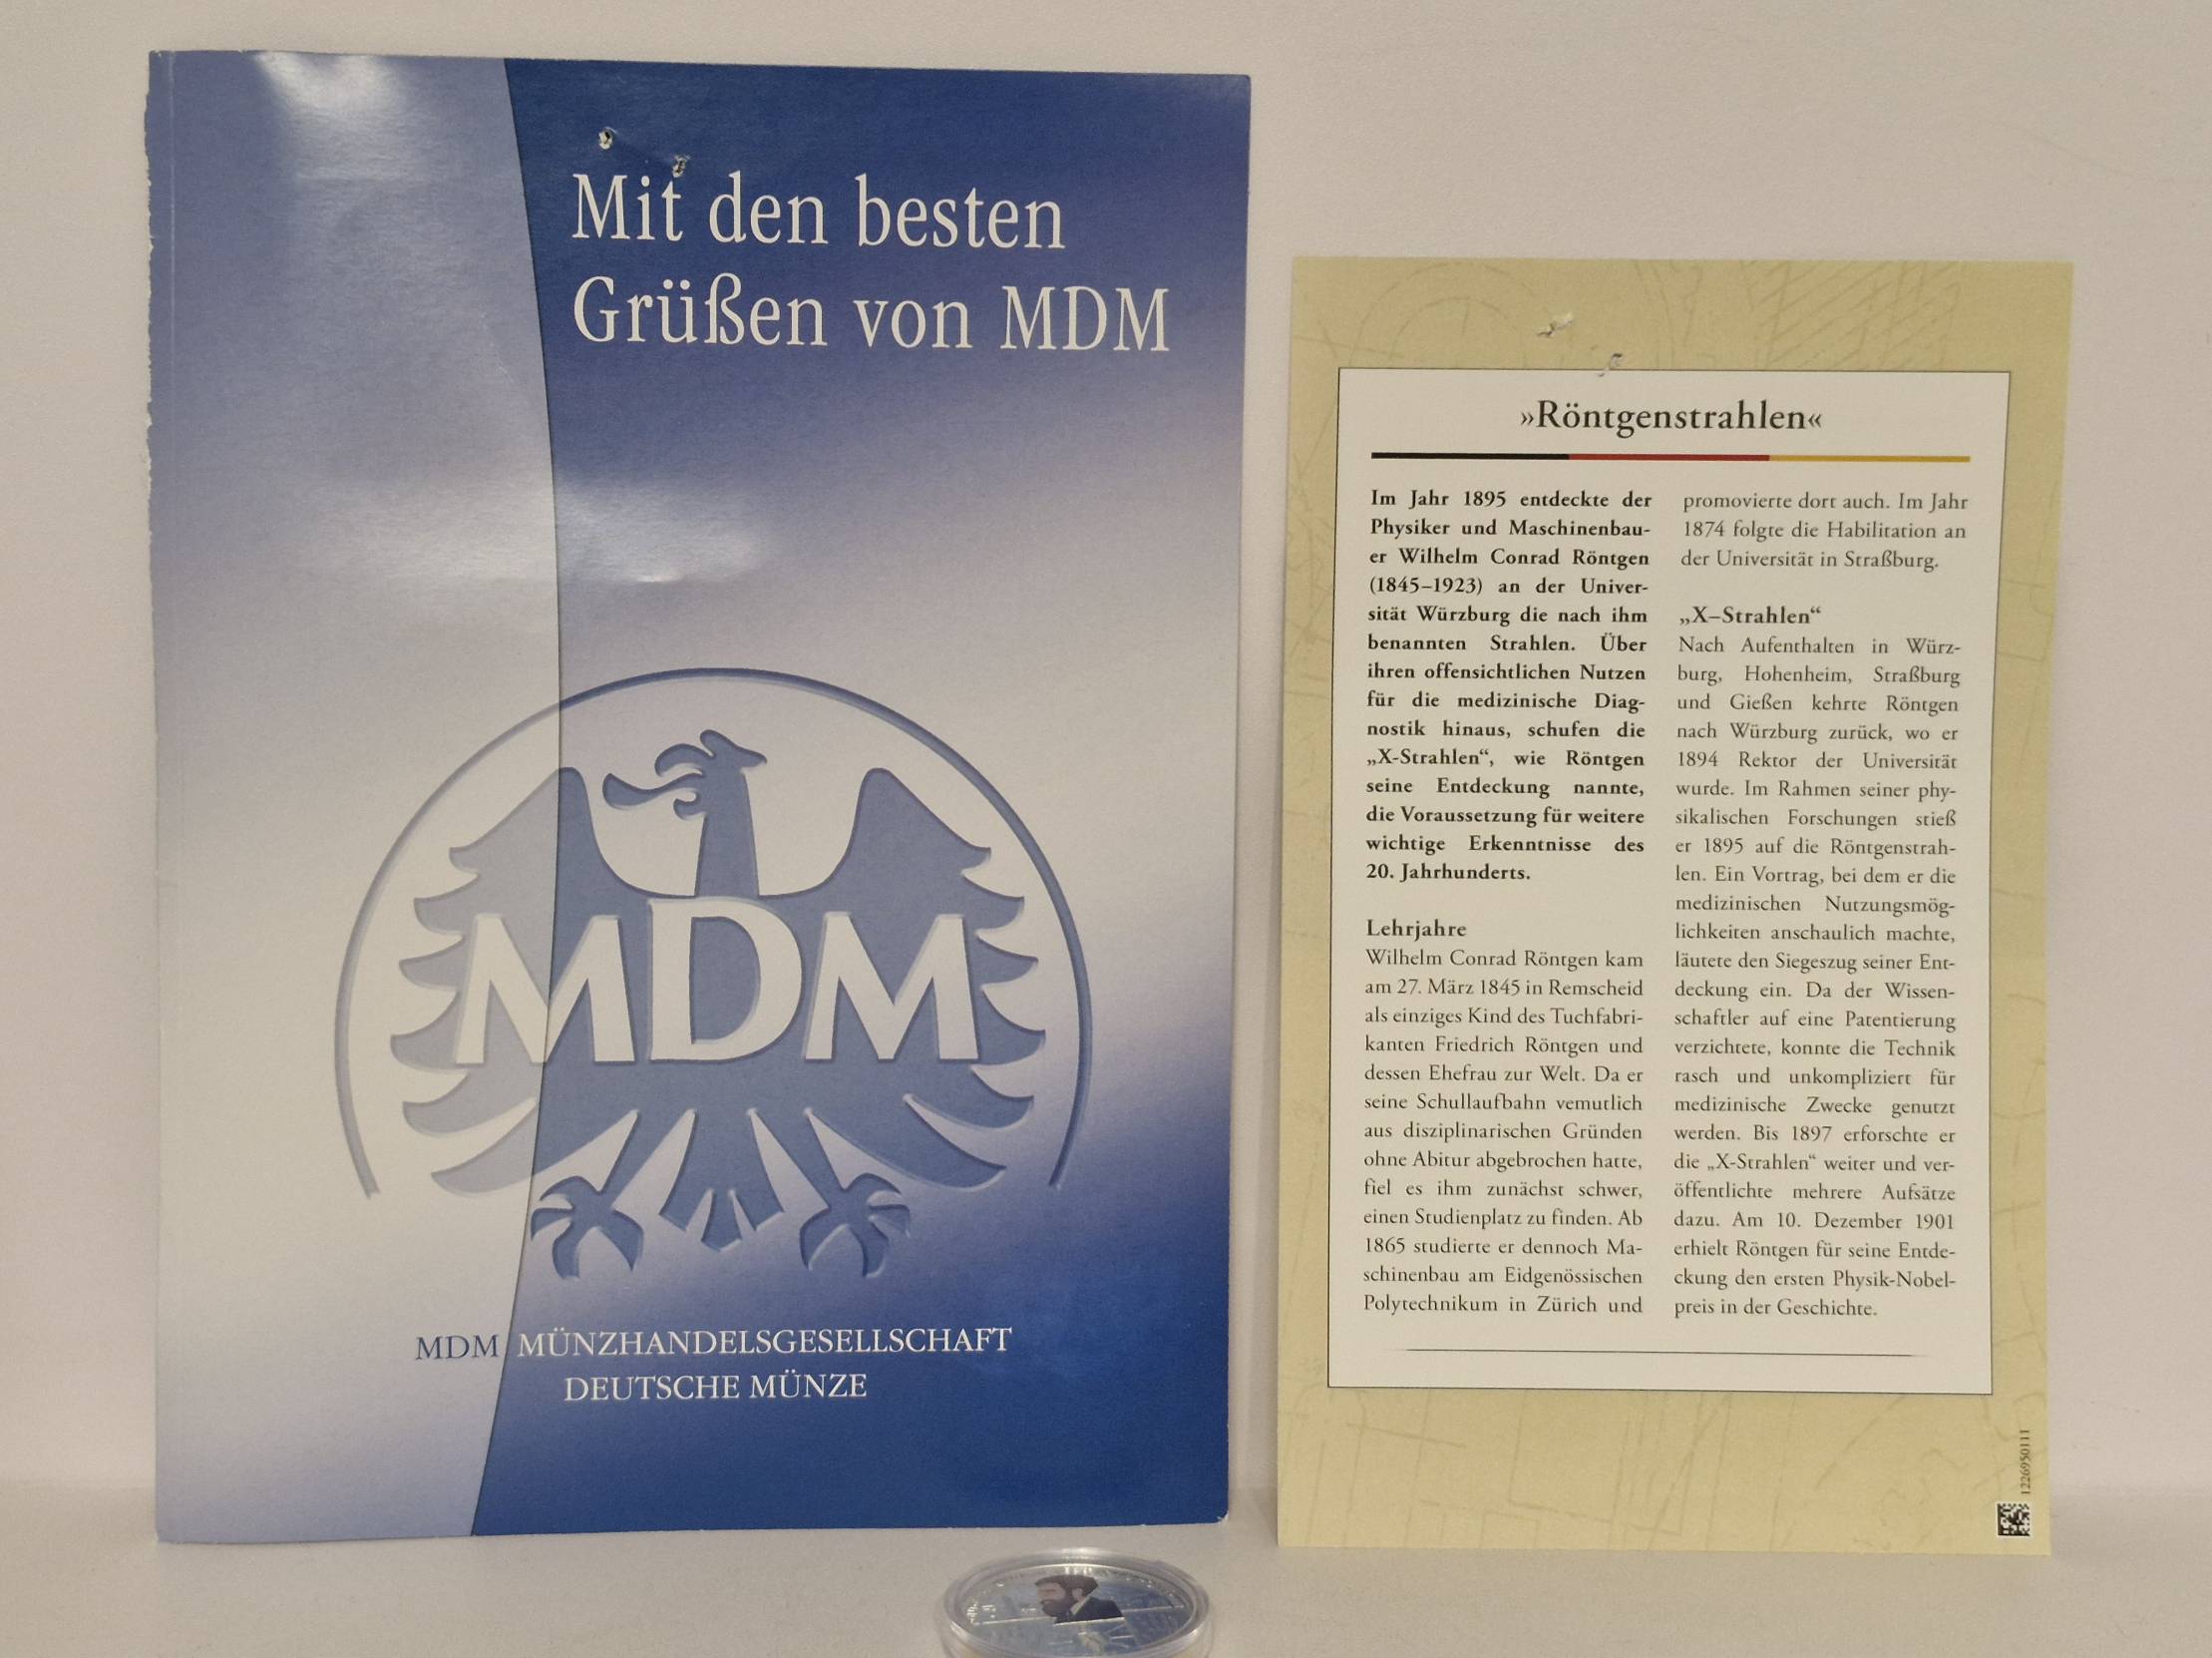 Mit den besten
Grüßen von MDM
MDM
MDM MÜNZHANDELSGESELLSCHAFT
DEUTSCHE MÜNZE
»Röntgenstrahlen«
Im Jahr 1895 entdeckte der
Physiker und Maschinenbau-
er Wilhelm Conrad Röntgen
(1845–1923) an der Univer-
sität Würzburg die nach ihm
benannten Strahlen. Über
ihren offensichtlichen Nutzen
für die medizinische Diag-
nostik hinaus, schufen die
„X-Strahlen“, wie Röntgen
seine Entdeckung nannte,
die Voraussetzung für weitere
wichtige Erkenntnisse des
20. Jahrhunderts.
Lehrjahre
Wilhelm Conrad Röntgen kam
am 27. März 1845 in Remscheid
als einziges Kind des Tuchfabri-
kanten Friedrich Röntgen und
dessen Ehefrau zur Welt. Da er
seine Schullaufbahn vemutlich
aus disziplinarischen Gründen
ohne Abitur abgebrochen hatte,
fiel es ihm zunächst schwer,
einen Studienplatz zu finden. Ab
1865 studierte er dennoch Ma-
schinenbau am Eidgenössischen
Polytechnikum in Zürich und
promovierte dort auch. Im Jahr
1874 folgte die Habilitation an
der Universität in Straßburg.
„X–Strahlen“
Nach Aufenthalten in Würz-
burg, Hohenheim, Straßburg
und Gießen kehrte Röntgen
nach Würzburg zurück, wo er
1894 Rektor der Universität
wurde. Im Rahmen seiner phy-
sikalischen Forschungen stieß
er 1895 auf die Röntgenstrah-
len. Ein Vortrag, bei dem er die
medizinischen Nutzungsmög-
lichkeiten anschaulich machte,
läutete den Siegeszug seiner Ent-
deckung ein. Da der Wissen-
schaftler auf eine Patentierung
verzichtete, konnte die Technik
rasch und unkompliziert für
medizinische Zwecke genutzt
werden. Bis 1897 erforschte er
die „X-Strahlen“ weiter und ver-
öffentlichte mehrere Aufsätze
dazu. Am 10. Dezember 1901
erhielt Röntgen für seine Entde-
ckung den ersten Physik-Nobel-
preis in der Geschichte.
1226950111